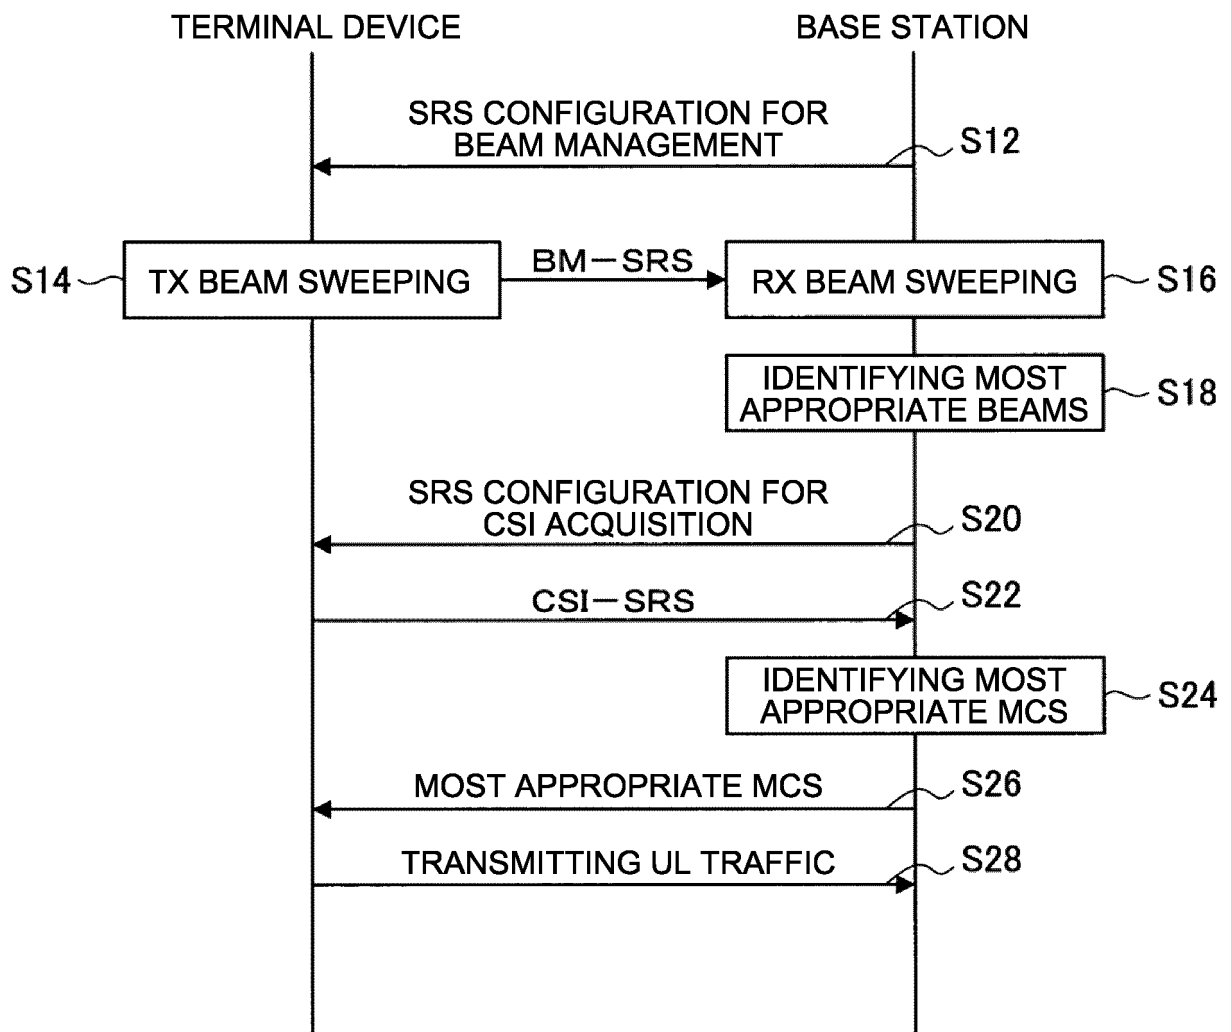 TERMINAL DEVICE
BASE STATION
SRS CONFIGURATION FOR
BEAM MANAGEMENT
S12
S14
TX BEAM SWEEPING
BM−SRS
RX BEAM SWEEPING
S16
IDENTIFYING MOST
APPROPRIATE BEAMS
S18
SRS CONFIGURATION FOR
CSI ACQUISITION
S20
CSI−SRS
S22
IDENTIFYING MOST
APPROPRIATE MCS
S24
MOST APPROPRIATE MCS
S26
TRANSMITTING UL TRAFFIC
S28